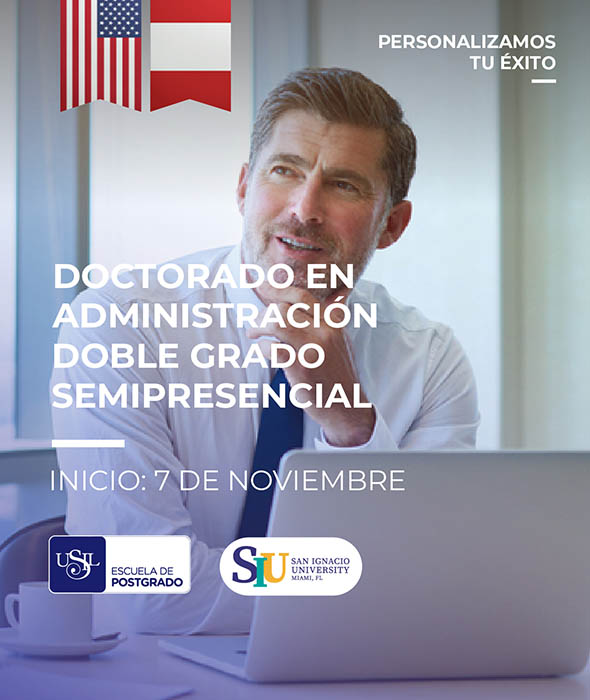 PERSONALIZAMOS
TU ÉXITO
DOCTORADO EN
ADMINISTRACIÓN
DOBLE GRADO
SEMIPRESENCIAL
INICIO: 7 DE NOVIEMBRE
USIL
ESCUELA DE
POSTGRADO
SIU
SAN IGNACIO
UNIVERSITY
MIAMI, FL